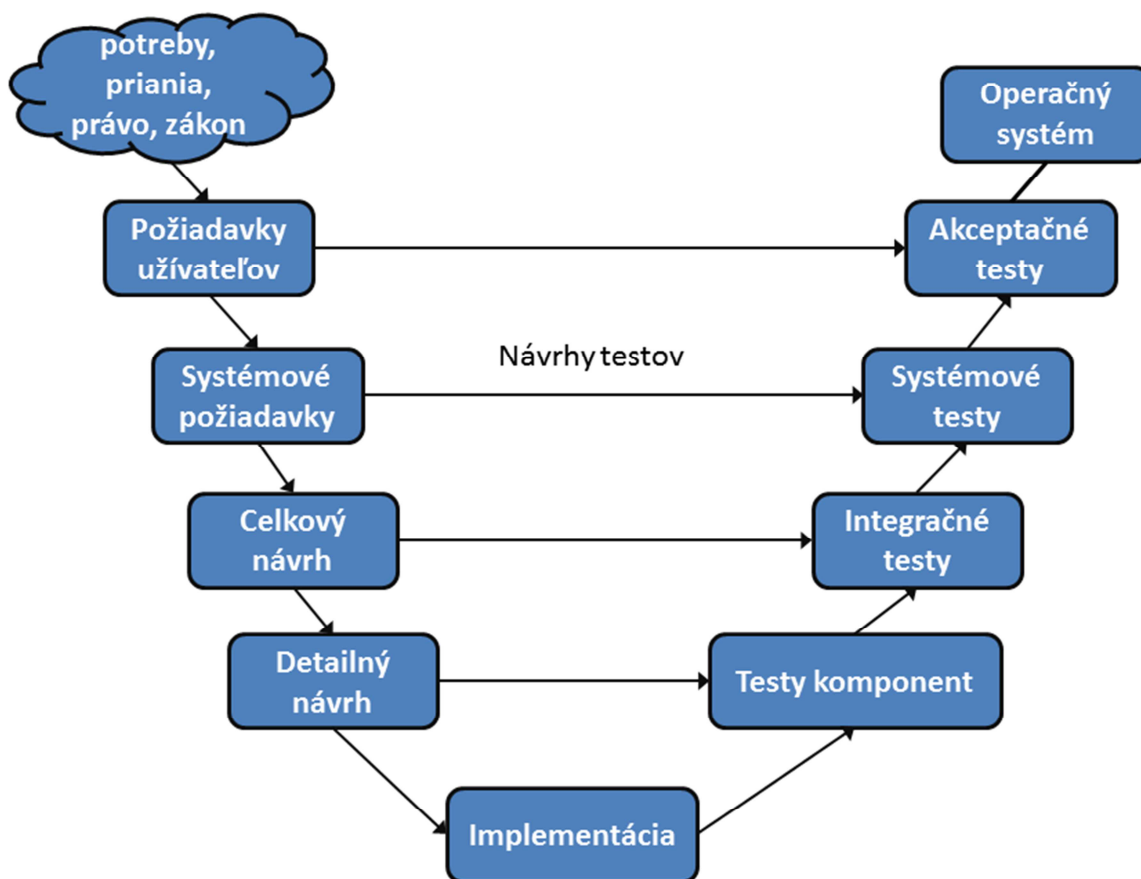 potreby,
priania,
právo, zákon
Operačný
systém
Požiadavky
užívateľov
Akceptačné
testy
Systémové
požiadavky
Návrhy testov
Systémové
testy
Celkový
návrh
Integračné
testy
Detailný
návrh
Testy komponent
Implementácia